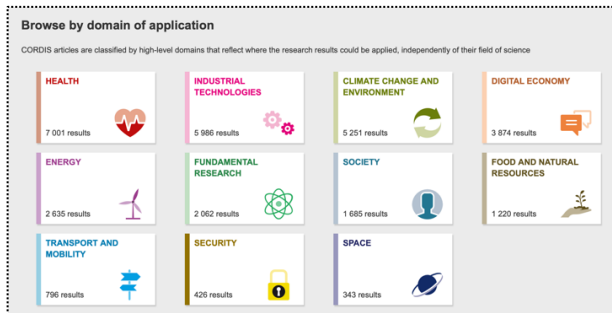 Browse by domain of application
CORDIS articles are classified by high-level domains that reflect where the research results could be applied, independently of their field of science
HEALTH
7 001 results
INDUSTRIAL
TECHNOLOGIES
5 986 results
CLIMATE CHANGE AND
ENVIRONMENT
5 251 results
DIGITAL ECONOMY
3 874 results
ENERGY
2 635 results
FUNDAMENTAL
RESEARCH
2 062 results
SOCIETY
1 685 results
FOOD AND NATURAL
RESOURCES
1 220 results
TRANSPORT AND
MOBILITY
796 results
SECURITY
426 results
SPACE
343 results